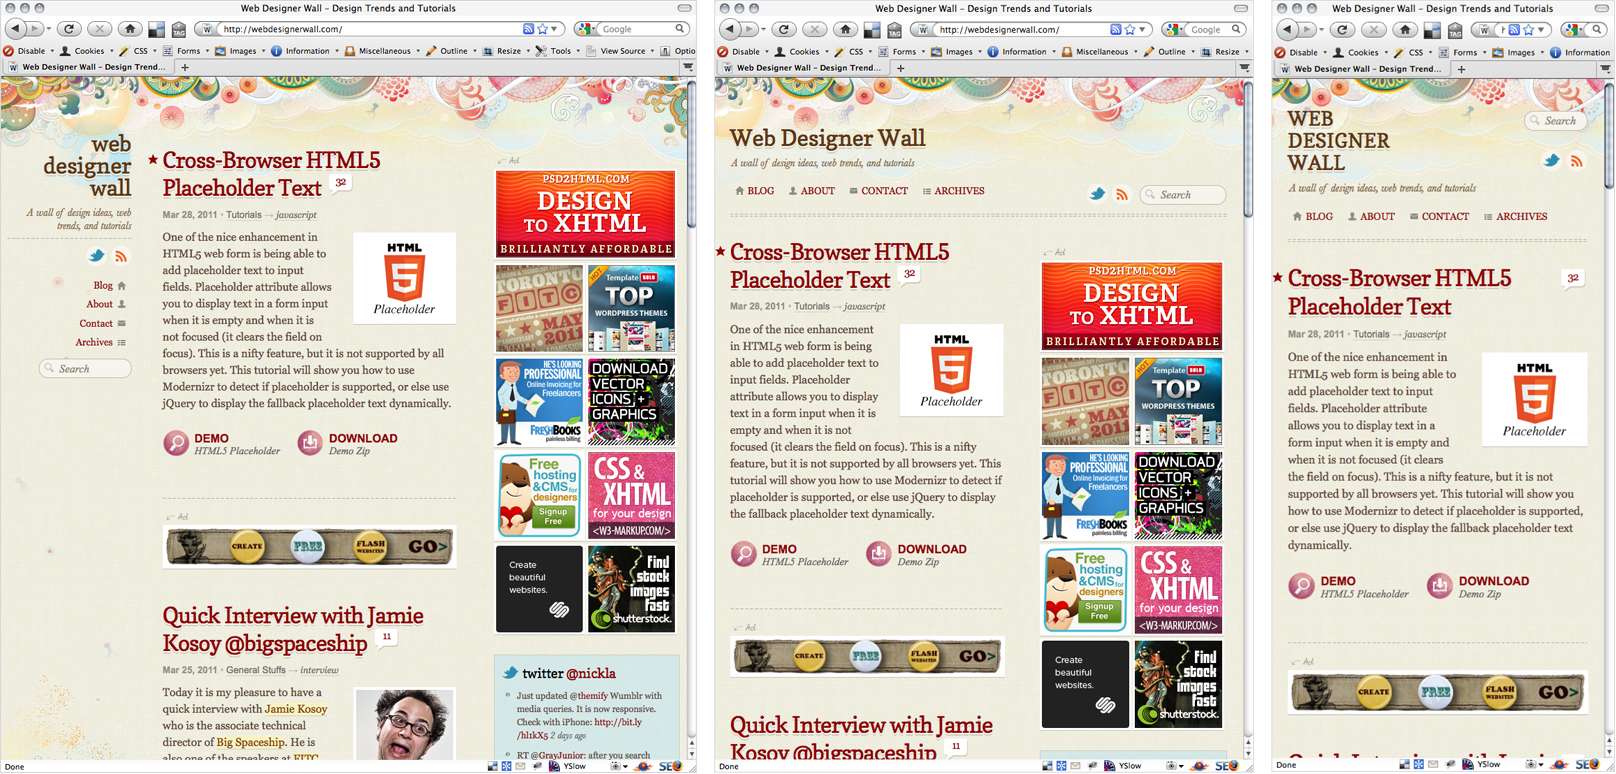 Web Designer Wall - Design Trends and Tutorials
http://webdesignerwall.com/
Google
Disable
Cookies
CSS
Forms
Images
Information
Miscellaneous
Outline
Resize
Tools
View Source
Optio
Web Designer Wall - Design Trend...
web
designer
wall
A wall of design ideas, web
trends, and tutorials
Blog
About
Contact
Archives
Search
Cross-Browser HTML5
Placeholder Text 32
Mar 28, 2011 • Tutorials → javascript
One of the nice enhancement in
HTML5 web form is being able to
add placeholder text to input
fields. Placeholder attribute allows
you to display text in a form input
when it is empty and when it is
not focused (it clears the field on
focus). This is a nifty feature, but it is not supported by all
browsers yet. This tutorial will show you how to use
Modernizr to detect if placeholder is supported, or else use
jQuery to display the fallback placeholder text dynamically.
HTML
5
Placeholder
DEMO
HTML5 Placeholder
DOWNLOAD
Demo Zip
Ad
CREATE
FREE
FLASH
WEBSITES
GO>
Quick Interview with Jamie
Kosoy @bigspaceship 11
Mar 25, 2011 • General Stuffs → interview
Today it is my pleasure to have a
quick interview with Jamie Kosoy
who is the associate technical
director of Big Spaceship. He is
also one of the speakers at FITC
Ad
PSD2HTML.COM
DESIGN
TO XHTML
BRILLIANTLY AFFORDABLE
TORONTO
FITC
MAY
2011
HOT
Template SOLD
TOP
WORDPRESS THEMES
HE'S LOOKING
PROFESSIONAL
Online Invoicing for
Freelancers
FRESHBOOKS
painless billing
DOWNLOAD
VECTOR
ICONS +
GRAPHICS
Free
hosting
&CMS for
designers
Signup
Free
CSS &
XHTML
for your design
<W3-MARKUP.COM/>
Create
beautiful
websites.
Find
stock
images
fast
shutterstock
twitter @nickla
Just updated @themify Wumblr with
media queries. It is now responsive.
Check with iPhone: http://bit.ly
/hl1kX5 2 days ago
RT @GrayJunior: after you search
Done
YSlow
SEO
Web Designer Wall - Design Trends and Tutorials
http://webdesignerwall.com/
Google
Disable
Cookies
CSS
Forms
Images
Information
Miscellaneous
Outline
Resize
Web Designer Wall - Design Trend...
Web Designer Wall
A wall of design ideas, web trends, and tutorials
BLOG
ABOUT
CONTACT
ARCHIVES
Search
Cross-Browser HTML5
Placeholder Text 32
Mar 28, 2011 • Tutorials → javascript
One of the nice enhancement
in HTML5 web form is being
able to add placeholder text to
input fields. Placeholder
attribute allows you to display
text in a form input when it is
empty and when it is not
focused (it clears the field on focus). This is a nifty
feature, but it is not supported by all browsers yet. This
tutorial will show you how to use Modernizr to detect if
placeholder is supported, or else use jQuery to display
the fallback placeholder text dynamically.
HTML
5
Placeholder
DEMO
HTML5 Placeholder
DOWNLOAD
Demo Zip
Ad
CREATE
FREE
FLASH
WEBSITES
GO>
Quick Interview with Jamie
Kosoy @bigspaceship 11
Ad
PSD2HTML.COM
DESIGN
TO XHTML
BRILLIANTLY AFFORDABLE
TORONTO
FITC
MAY
2011
HOT
Template SOLD
TOP
WORDPRESS THEMES
HE'S LOOKING
PROFESSIONAL
Online Invoicing for
Freelancers
FRESHBOOKS
painless billing
DOWNLOAD
VECTOR
ICONS +
GRAPHICS
Free
hosting
&CMS for
designers
Signup
Free
CSS &
XHTML
for your design
<W3-MARKUP.COM/>
Create
beautiful
websites.
Find
stock
images
fast
shutterstock
Done
YSlow
SEO
Web Designer Wall - Design Trends and Tutorials
Disable
Cookies
CSS
Forms
Images
Information
Web Designer Wall - Design Trend...
WEB
DESIGNER
WALL
Search
A wall of design ideas, web trends, and tutorials
BLOG
ABOUT
CONTACT
ARCHIVES
Cross-Browser HTML5
Placeholder Text
32
Mar 28, 2011 • Tutorials → javascript
One of the nice enhancement in
HTML5 web form is being able to
add placeholder text to input
fields. Placeholder attribute
allows you to display text in a
form input when it is empty and
when it is not focused (it clears
the field on focus). This is a nifty feature, but it is not
supported by all browsers yet. This tutorial will show you
how to use Modernizr to detect if placeholder is supported,
or else use jQuery to display the fallback placeholder text
dynamically.
HTML
5
Placeholder
DEMO
HTML5 Placeholder
DOWNLOAD
Demo Zip
Ad
CREATE
FREE
FLASH
WEBSITES
GO>
Done
YSlow
SEO